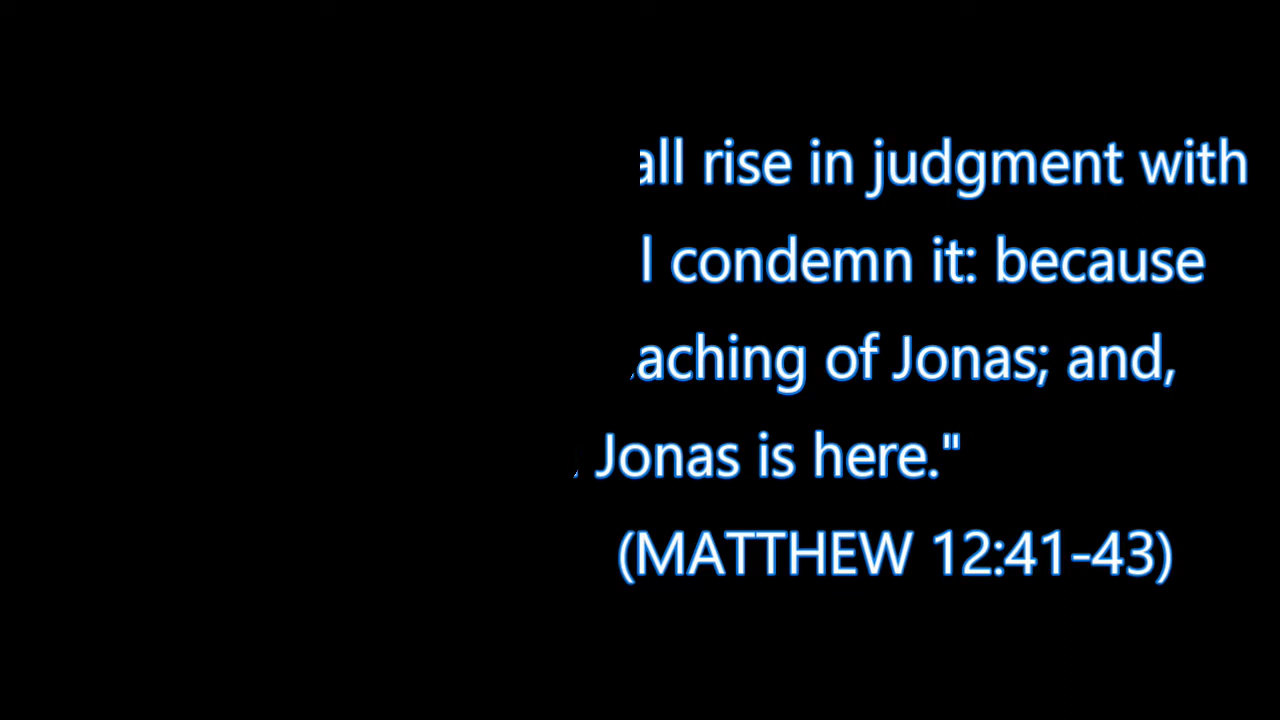 all rise in judgment with
l condemn it: because
aching of Jonas; and,
Jonas is here."
(MATTHEW 12:41-43)